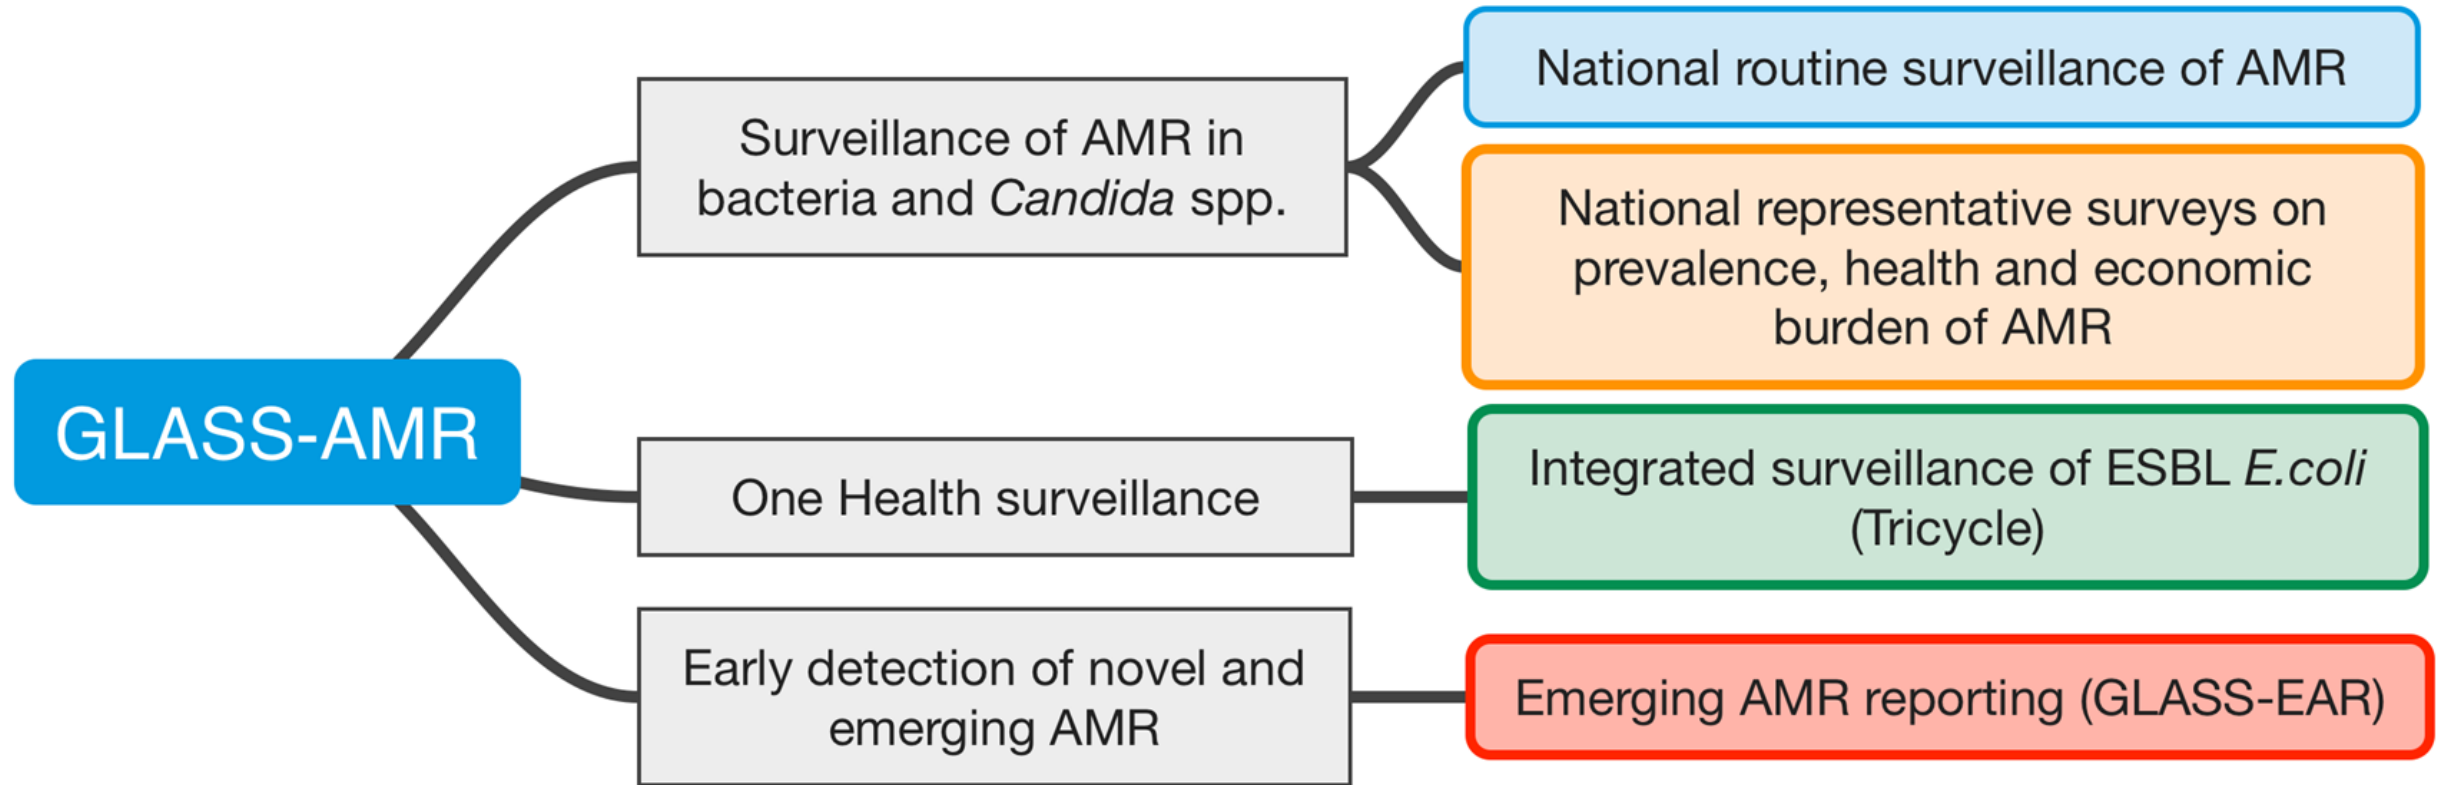 GLASS-AMR
Surveillance of AMR in
bacteria and Candida spp.
National routine surveillance of AMR
National representative surveys on
prevalence, health and economic
burden of AMR
One Health surveillance
Integrated surveillance of ESBL E.coli
(Tricycle)
Early detection of novel and
emerging AMR
Emerging AMR reporting (GLASS-EAR)